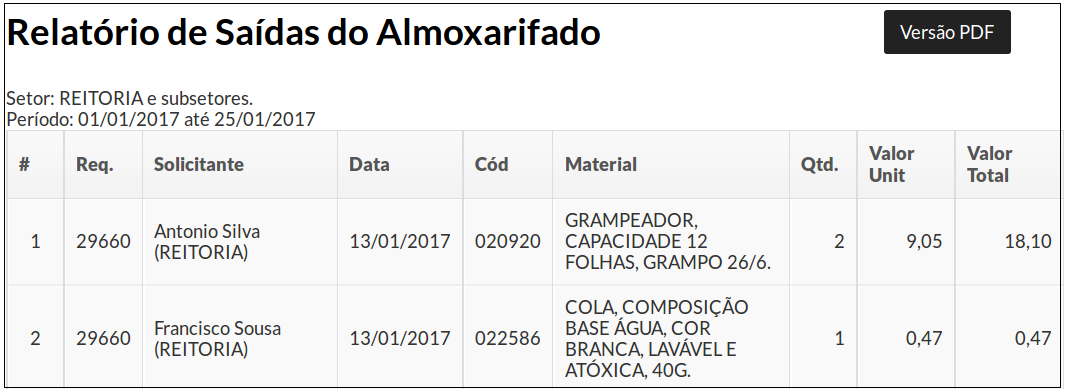 Relatório de Saídas do Almoxarifado
Versão PDF
Setor: REITORIA e subsetores.
Período: 01/01/2017 até 25/01/2017
# Req. Solicitante Data Cód Material Qtd. Valor Unit Valor Total
1 29660 Antonio Silva (REITORIA) 13/01/2017 020920 GRAMPEADOR, CAPACIDADE 12 FOLHAS, GRAMPO 26/6. 2 9,05 18,10
2 29660 Francisco Sousa (REITORIA) 13/01/2017 022586 COLA, COMPOSIÇÃO BASE ÁGUA, COR BRANCA, LAVÁVEL E ATÓXICA, 40G. 1 0,47 0,47